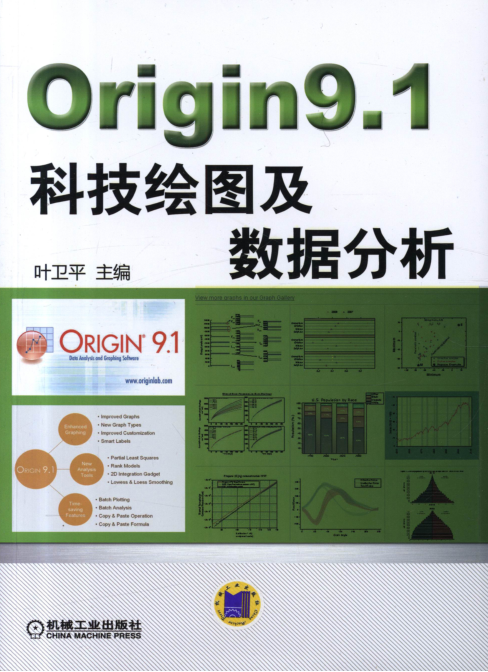 Origin9.1
科技绘图及
数据分析
叶卫平 主编
View more graphs in our Graph Gallery
ORIGIN® 9.1
Data Analysis and Graphing Software
www.originlab.com
ORIGIN 9.1
Enhanced Graphing
• Improved Graphs
• New Graph Types
• Improved Customization
• Smart Labels
New Analysis Tools
• Partial Least Squares
• Rank Models
• 2D Integration Gadget
• Lowess & Loess Smoothing
Time-saving Features
• Batch Plotting
• Batch Analysis
• Copy & Paste Operation
• Copy & Paste Formula
机械工业出版社
CHINA MACHINE PRESS